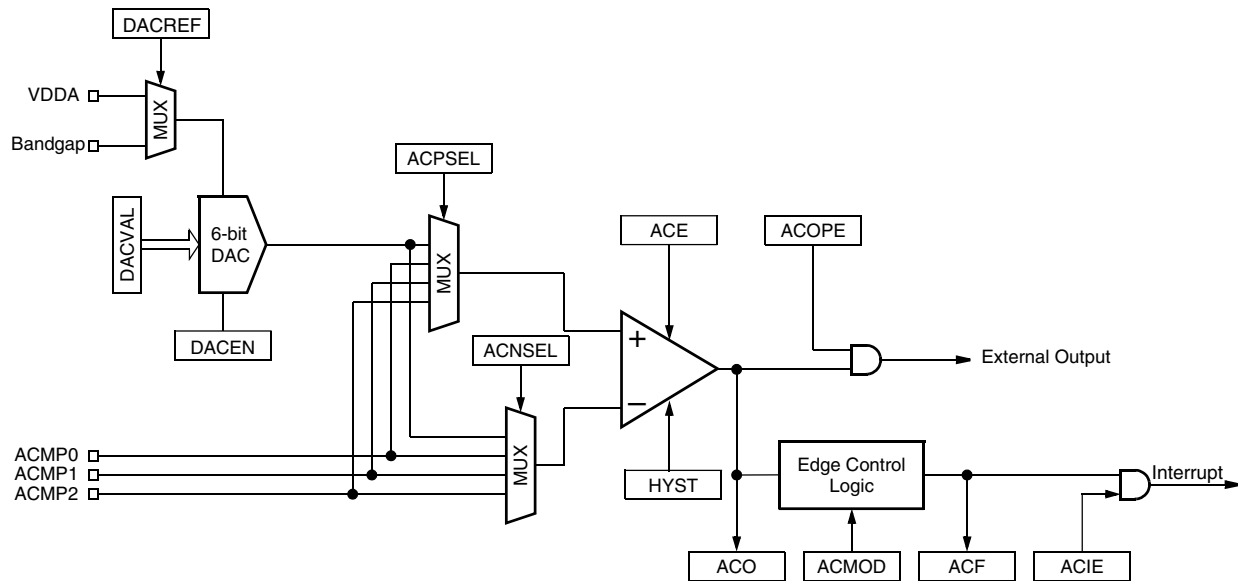 DACREF
VDDA
MUX
Bandgap
ACPSEL
DACVAL
6-bit
DAC
MUX
ACE
ACOPE
DACEN
ACNSEL
+
External Output
−
ACMP0
ACMP1
ACMP2
MUX
HYST
Edge Control
Logic
Interrupt
ACO
ACMOD
ACF
ACIE